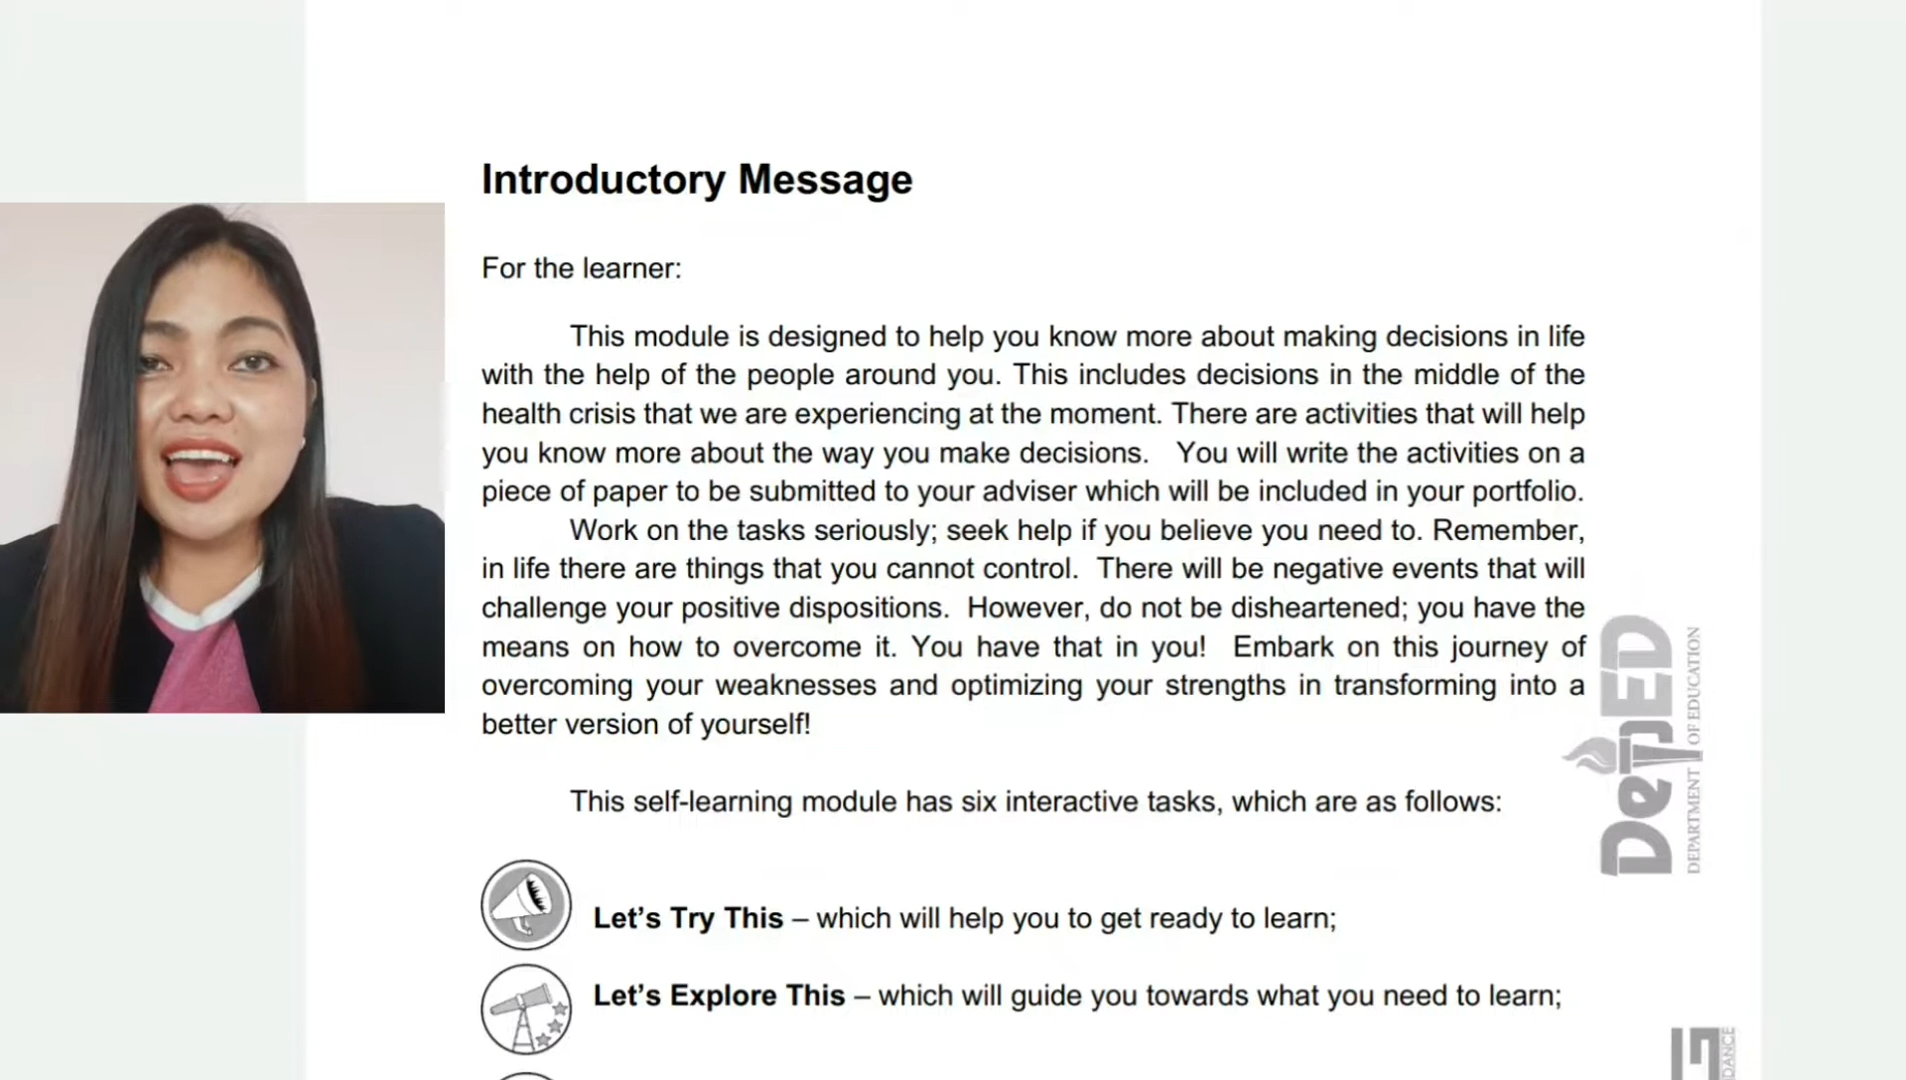 Introductory Message
For the learner:
This module is designed to help you know more about making decisions in life
with the help of the people around you. This includes decisions in the middle of the
health crisis that we are experiencing at the moment. There are activities that will help
you know more about the way you make decisions. You will write the activities on a
piece of paper to be submitted to your adviser which will be included in your portfolio.
Work on the tasks seriously; seek help if you believe you need to. Remember,
in life there are things that you cannot control. There will be negative events that will
challenge your positive dispositions. However, do not be disheartened; you have the
means on how to overcome it. You have that in you! Embark on this journey of
overcoming your weaknesses and optimizing your strengths in transforming into a
better version of yourself!
This self-learning module has six interactive tasks, which are as follows:
Let's Try This – which will help you to get ready to learn;
Let's Explore This – which will guide you towards what you need to learn;
DepED
DEPARTMENT OF EDUCATION